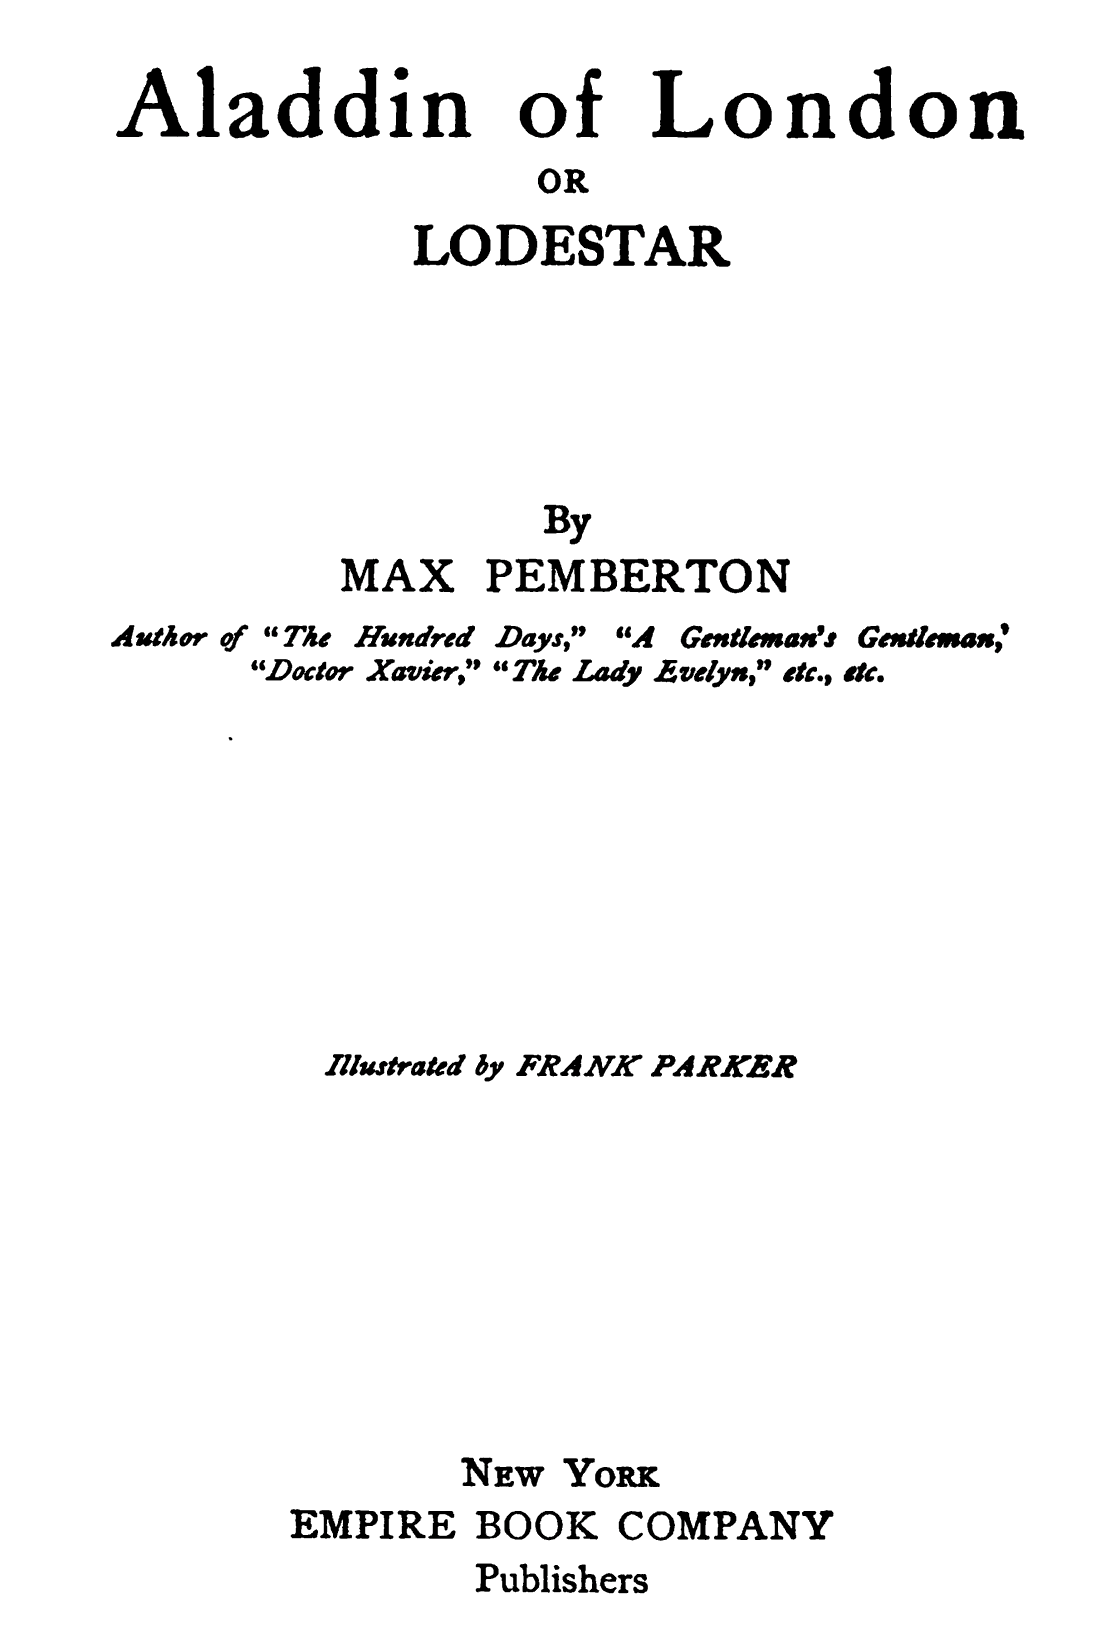 Aladdin of London
OR
LODESTAR
By
MAX PEMBERTON
Author of "The Hundred Days," "A Gentleman's Gentleman,'
"Doctor Xavier," "The Lady Evelyn," etc., etc.
Illustrated by FRANK PARKER
NEW YORK
EMPIRE BOOK COMPANY
Publishers